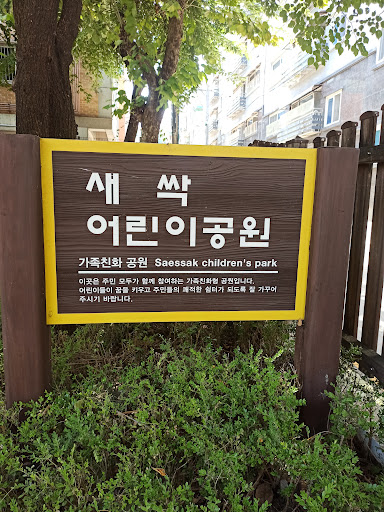 새 싹
어린이공원
가족친화 공원 Saessak children's park
이곳은 주민 모두가 함께 참여하는 가족친화형 공원입니다.
어린이들이 꿈을 키우고 주민들의 쾌적한 쉼터가 되도록 잘 가꾸어
주시기 바랍니다.